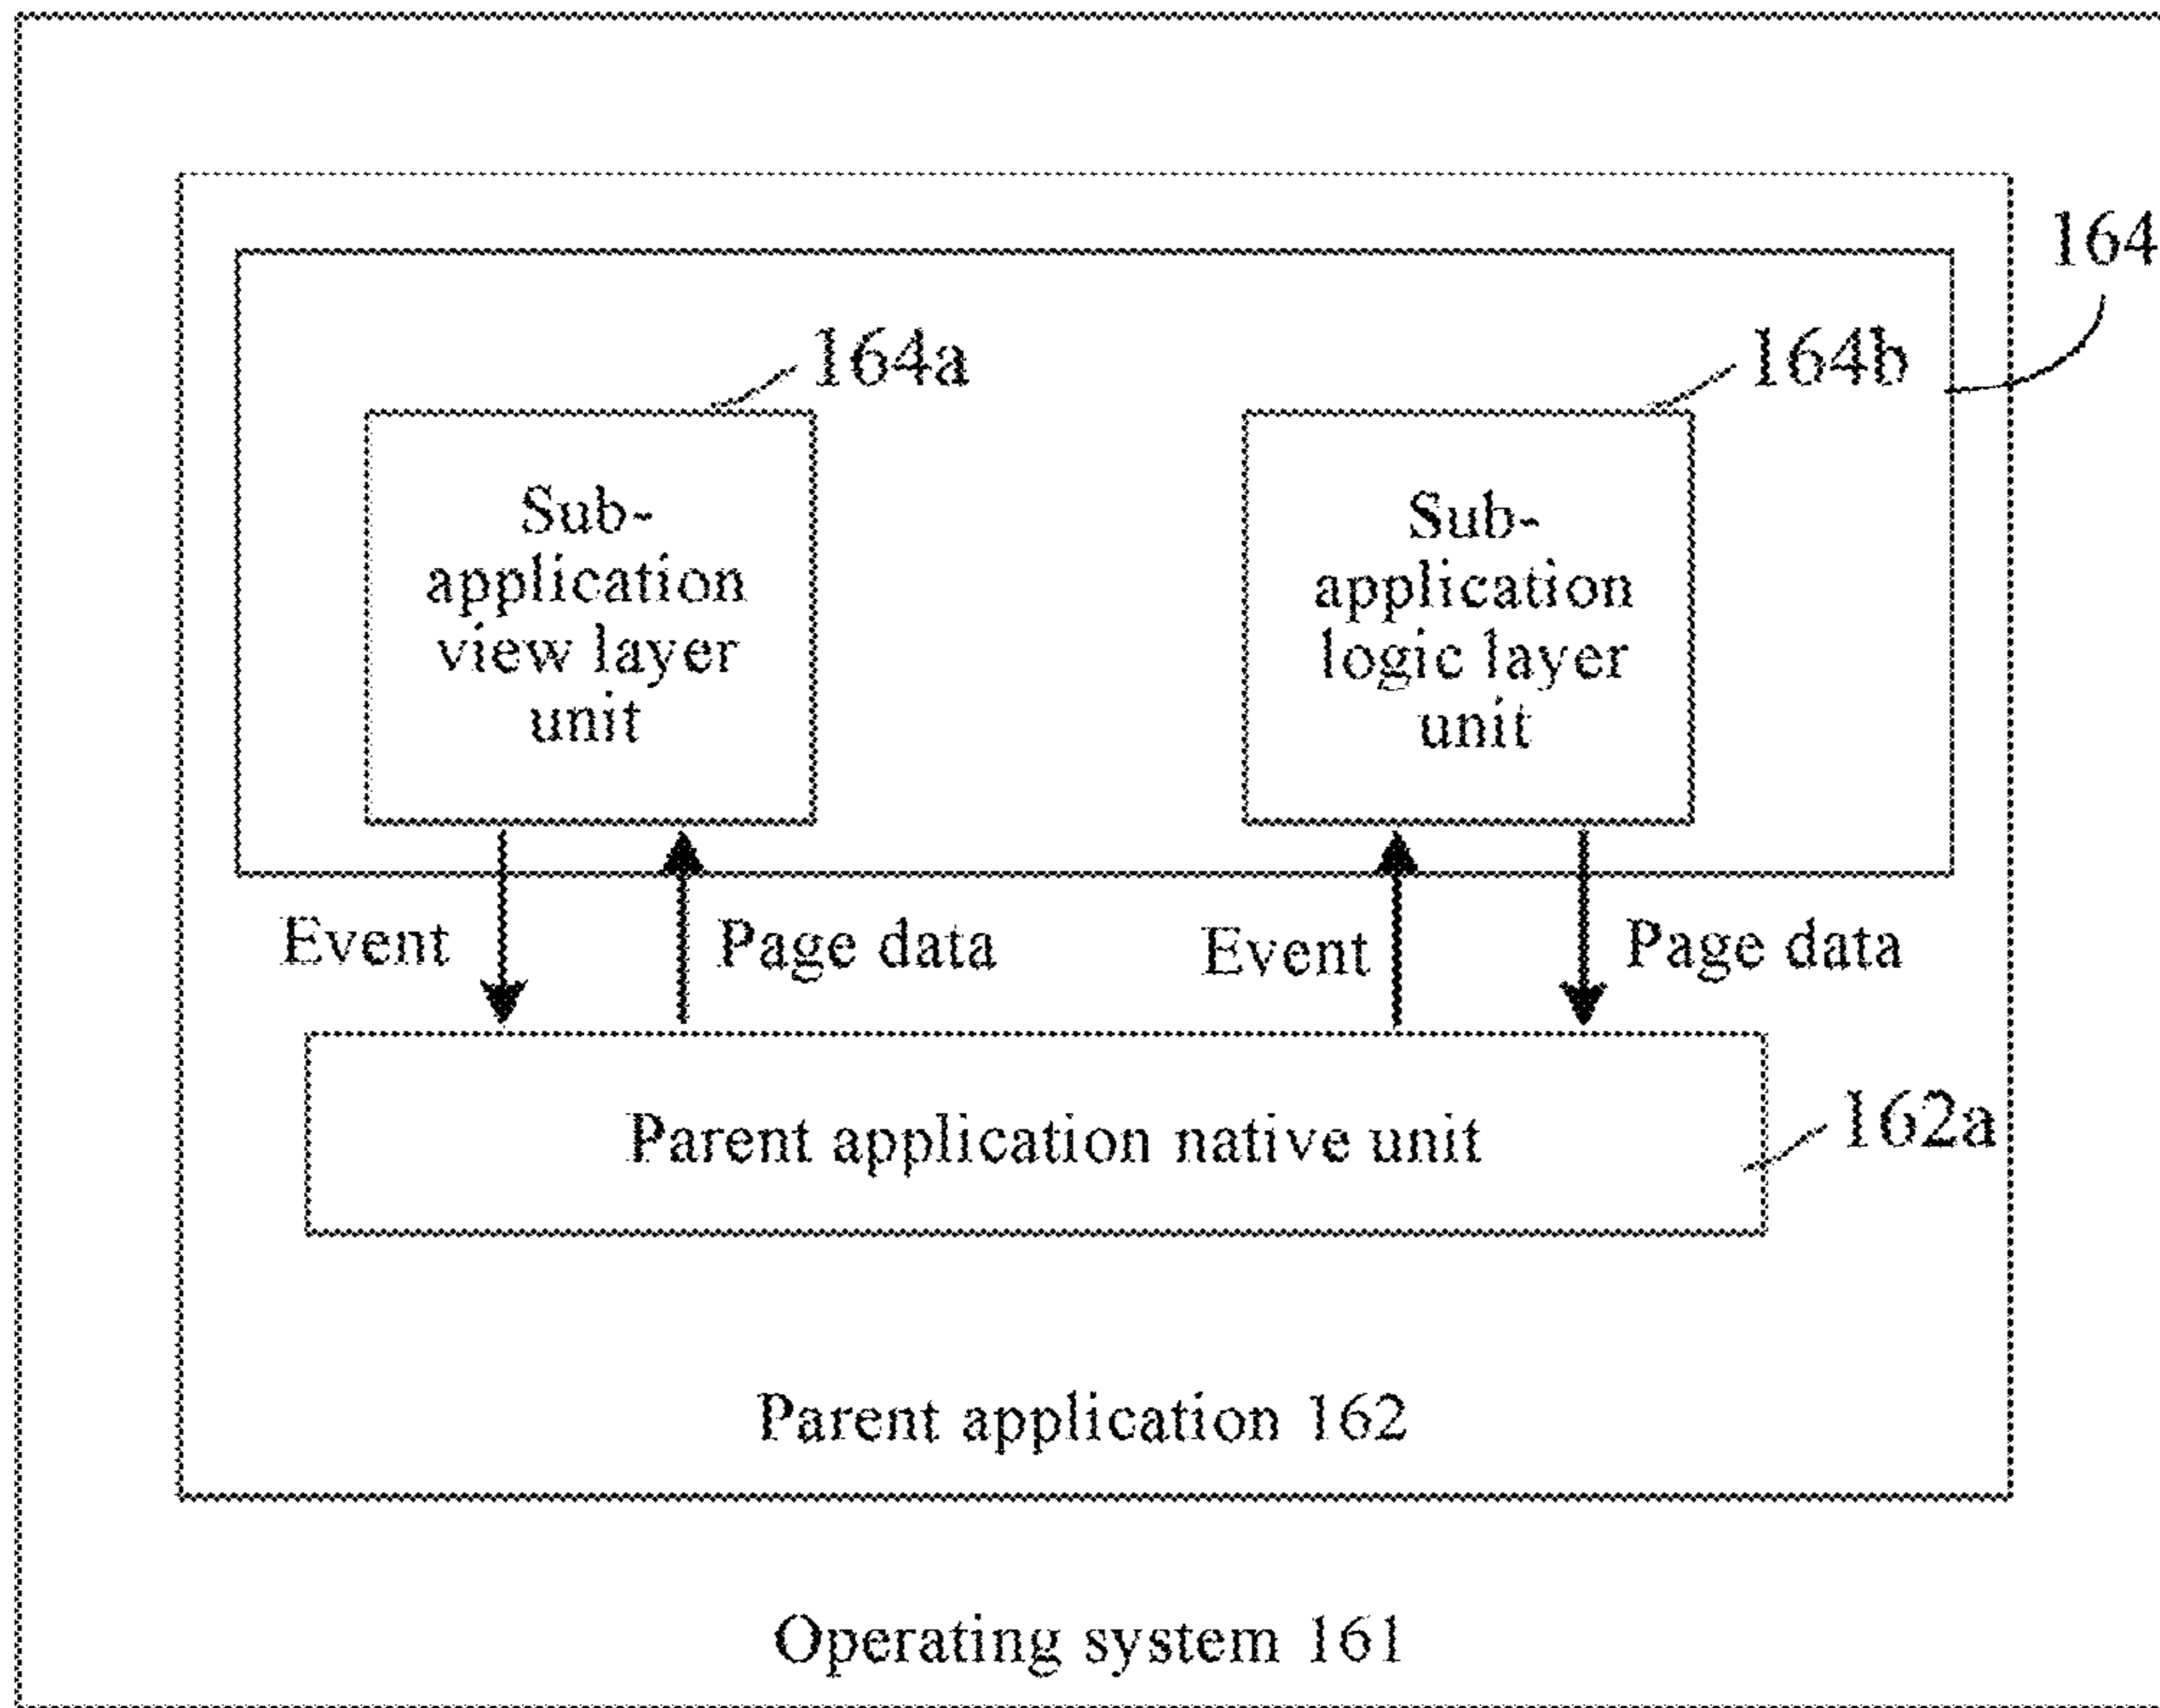 164
164a
164b
Sub-
application
view layer
unit
Sub-
application
logic layer
unit
Event
Page data
Event
Page data
Parent application native unit
162a
Parent application 162
Operating system 161